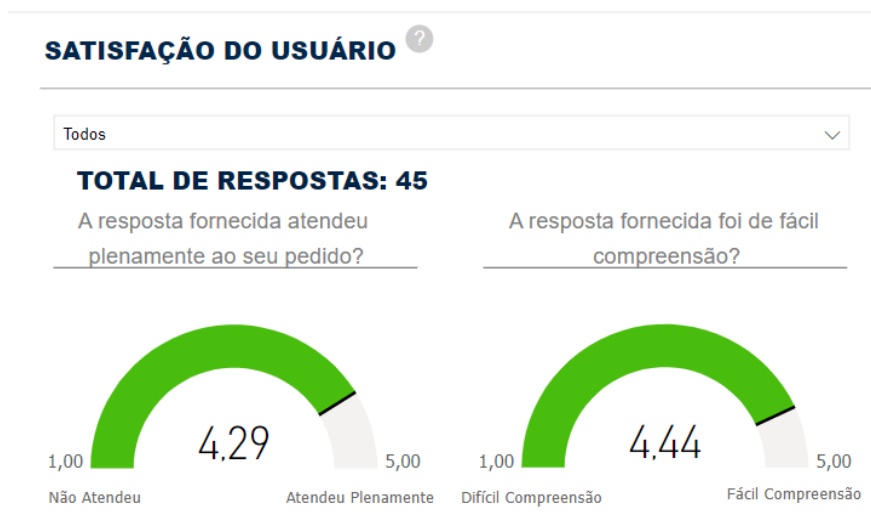 SATISFAÇÃO DO USUÁRIO ?
Todos
TOTAL DE RESPOSTAS: 45
A resposta fornecida atendeu
plenamente ao seu pedido?
A resposta fornecida foi de fácil
compreensão?
4,29
1,00
5,00
Não Atendeu
Atendeu Plenamente
4,44
1,00
5,00
Difícil Compreensão
Fácil Compreensão